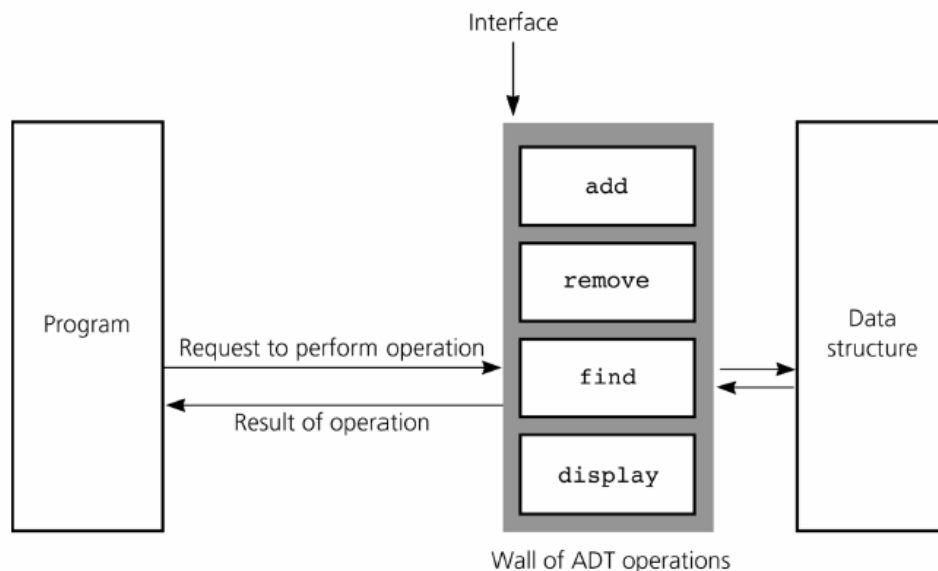 Interface
add
remove
Program
Data
structure
Request to perform operation
find
Result of operation
display
Wall of ADT operations